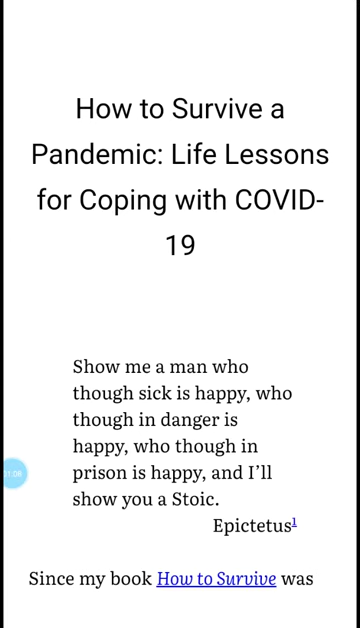 How to Survive a
Pandemic: Life Lessons
for Coping with COVID-
19
Show me a man who
though sick is happy, who
though in danger is
happy, who though in
prison is happy, and I’ll
show you a Stoic.
Epictetus1
Since my book How to Survive was